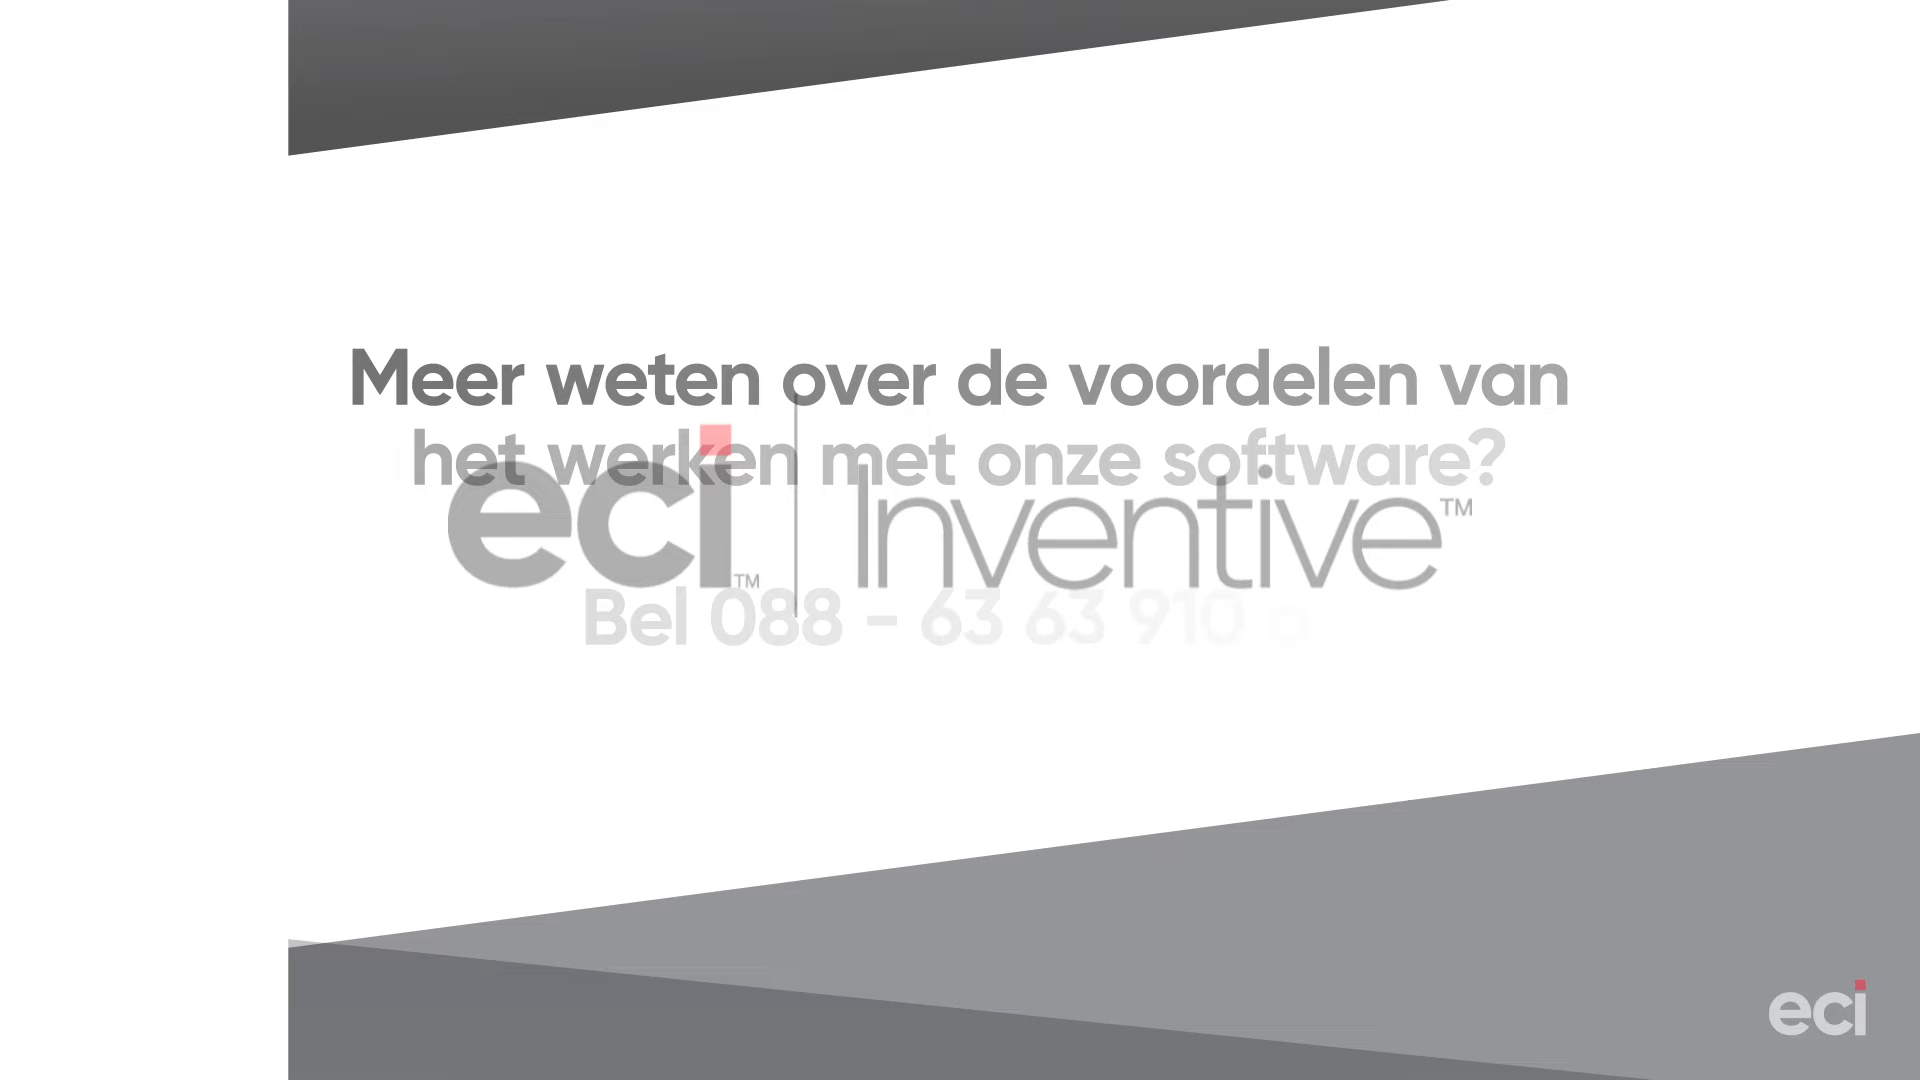 Meer weten over de voordelen van
het werken met onze software?
eci™ Inventive™
Bel 088 - 63 63 910
eci